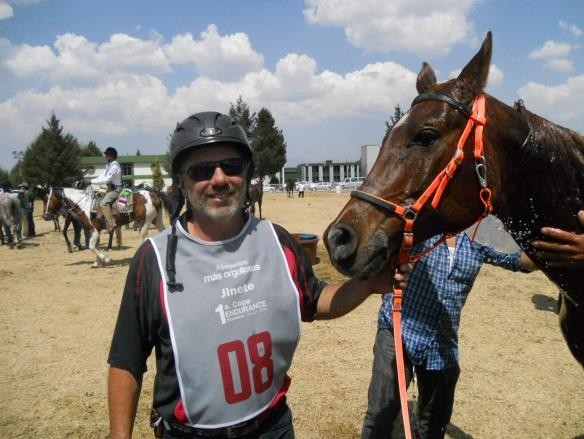 más orgullosos
Jinete
1a. Copa
ENDURANCE
08